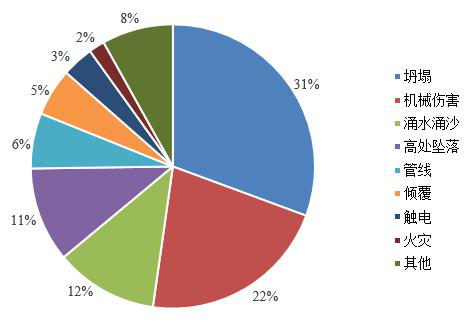 8%
2%
3%
5%
6%
11%
12%
22%
31%
坍塌
机械伤害
涌水涌沙
高处坠落
管线
倾覆
触电
火灾
其他